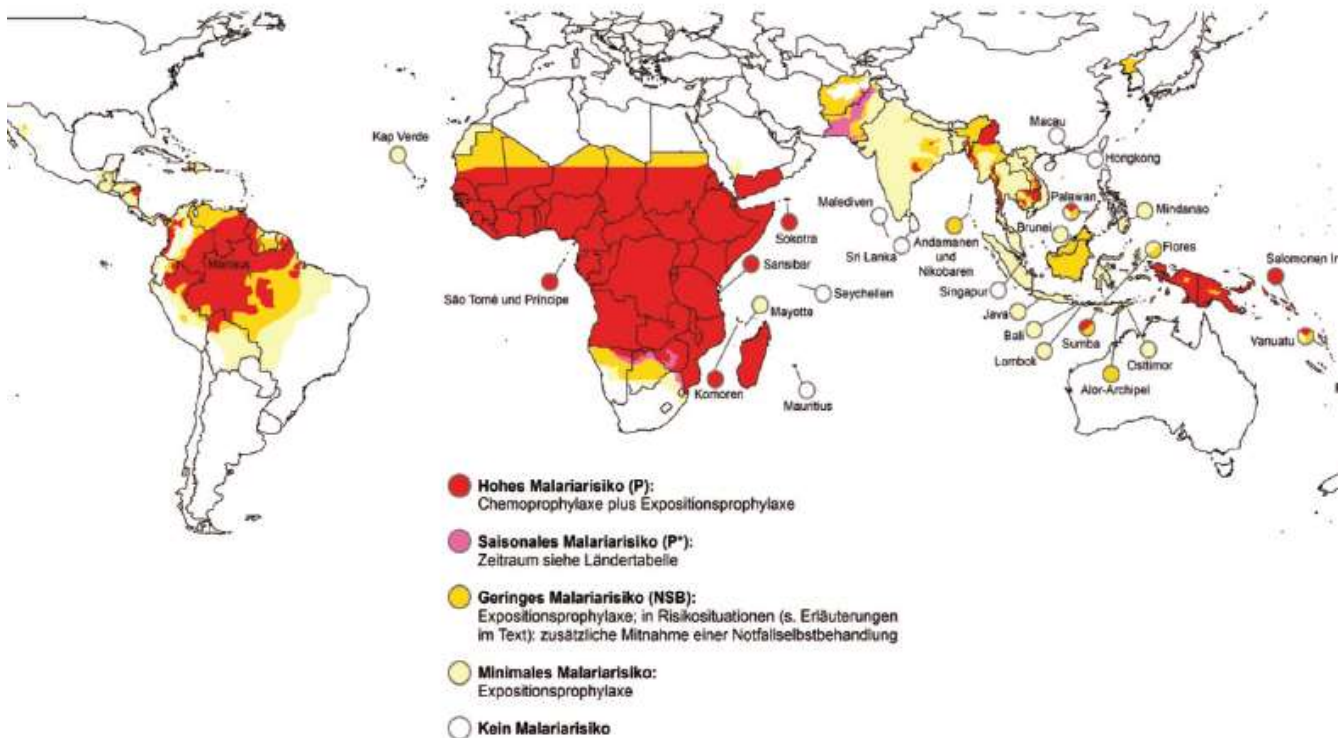 Kap Verde
Macau
Hongkong
Malediven
Palawan
Mindanao
Brunei
Manaus
Sokotra
Sri Lanka
Andamanen
und
Nikobaren
Flores
Sansibar
Salomonen In
São Tomé und Príncipe
Seychellen
Singapur
Mayotte
Java
Bali
Sumba
Vanuatu
Lombok
Osttimor
Komoren
Alor-Archipel
Mauritius
Hohes Malariarisiko (P):
Chemoprophylaxe plus Expositionsprophylaxe
Saisonales Malariarisiko (P*):
Zeitraum siehe Ländertabelle
Geringes Malariarisiko (NSB):
Expositionsprophylaxe; in Risikosituationen (s. Erläuterungen
im Text): zusätzliche Mitnahme einer Notfallselbstbehandlung
Minimales Malariarisiko:
Expositionsprophylaxe
Kein Malariarisiko